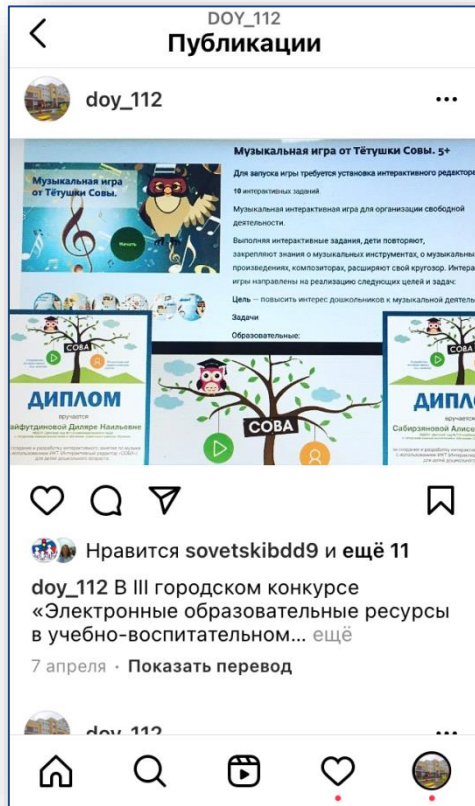 DOY_112
Публикации
doy_112
Музыкальная игра от Тётушки Совы. 5+
Для запуска игры требуется установка интерактивного редактора
10 интерактивных заданий
Музыкальная интерактивная игра для организации свободной
деятельности.
Выполняя интерактивные задания, дети повторяют,
закрепляют знания о музыкальных инструментах, о музыкальны
произведениях, композиторах, расширяют свой кругозор. Интера
игры направлены на реализацию следующих целей и задач:
Цель — повысить интерес дошкольников к музыкальной деятель
Задачи
Образовательные:
Музыкальная игра
от Тётушки Совы.
Начать
СОВА
ДИПЛОМ
вручается
айфутдиновой Диляре Наильевне
СОВА
СОВА
ДИПЛ
вручается
Сабирзяновой Алисе
Нравится sovetskibdd9 и ещё 11
doy_112 В III городском конкурсе
«Электронные образовательные ресурсы
в учебно-воспитательном... ещё
7 апреля · Показать перевод
doy_112